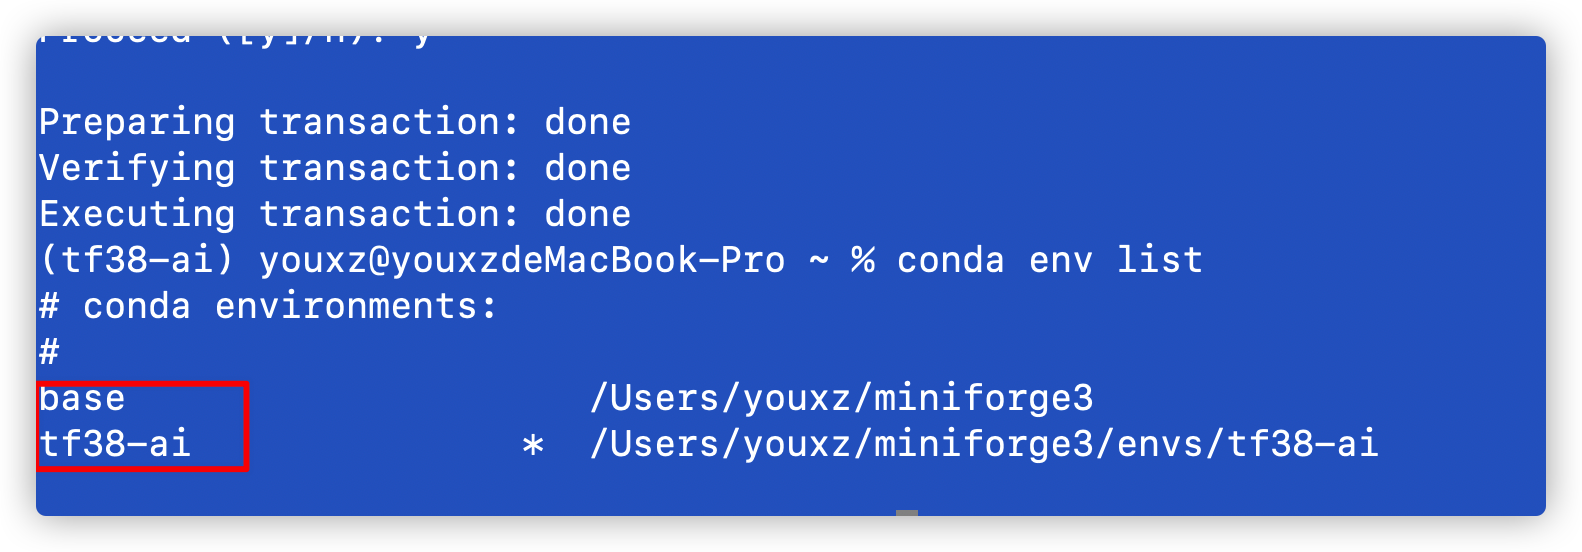 Proceed ([y]/n): y
Preparing transaction: done
Verifying transaction: done
Executing transaction: done
(tf38-ai) youxz@youxzdeMacBook-Pro ~ % conda env list
# conda environments:
#
base /Users/youxz/miniforge3
tf38-ai * /Users/youxz/miniforge3/envs/tf38-ai